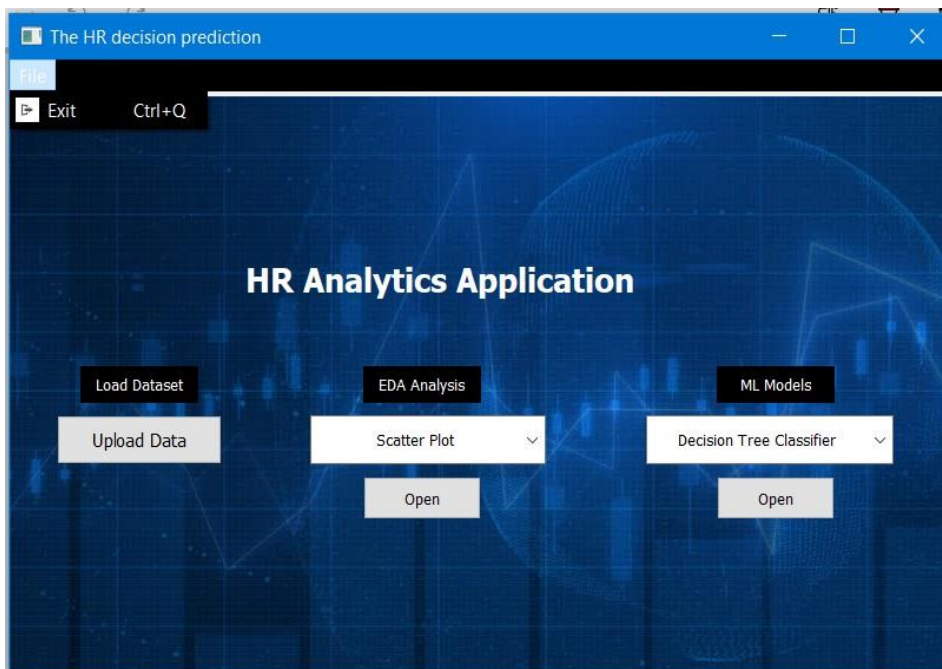 The HR decision prediction
File
Exit Ctrl+Q
HR Analytics Application
Load Dataset EDA Analysis ML Models
Upload Data Scatter Plot Decision Tree Classifier
Open Open